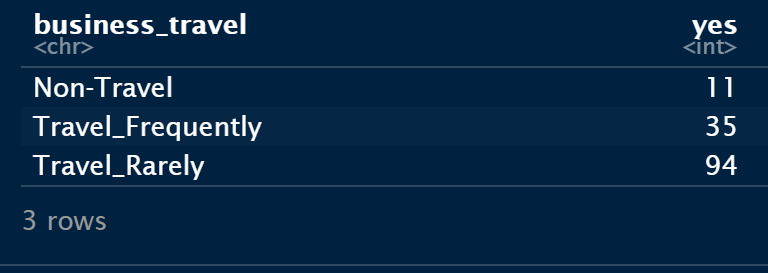 business_travel yes
<chr> <int>
Non-Travel 11
Travel_Frequently 35
Travel_Rarely 94
3 rows